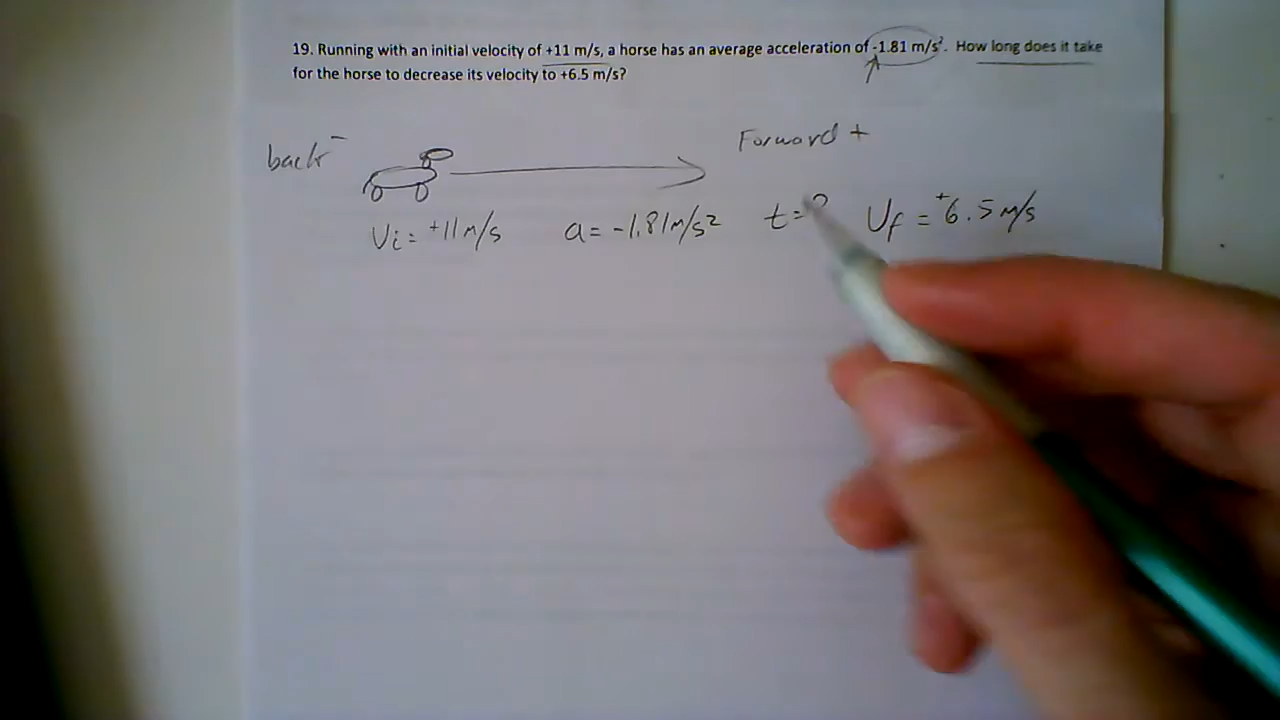 19. Running with an initial velocity of +11 m/s, a horse has an average acceleration of -1.81 m/s². How long does it take
for the horse to decrease its velocity to +6.5 m/s?
Forward +
back -
Vi = +11 m/s a = -1.81 m/s² t = ? Vf = +6.5 m/s